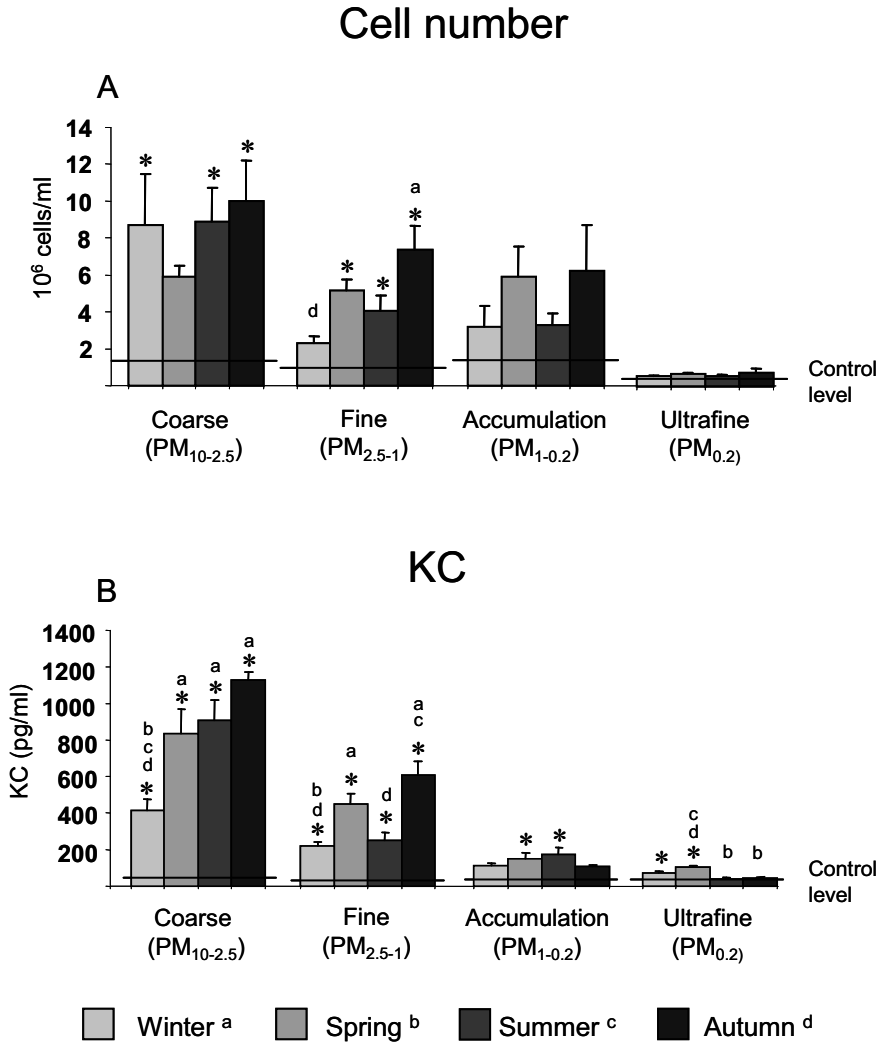 Cell number
A
14
12
10
8
6
4
2
10⁶ cells/ml
* * *
d * * a *
Control level
Coarse (PM10-2.5)
Fine (PM2.5-1)
Accumulation (PM1-0.2)
Ultrafine (PM0.2)
KC
B
1400
1200
1000
800
600
400
200
KC (pg/ml)
b c d * a * a * a *
b d * a * d * a c *
* *
* c d * b b
Control level
Coarse (PM10-2.5)
Fine (PM2.5-1)
Accumulation (PM1-0.2)
Ultrafine (PM0.2)
Winter ᵃ Spring ᵇ Summer ᶜ Autumn ᵈ